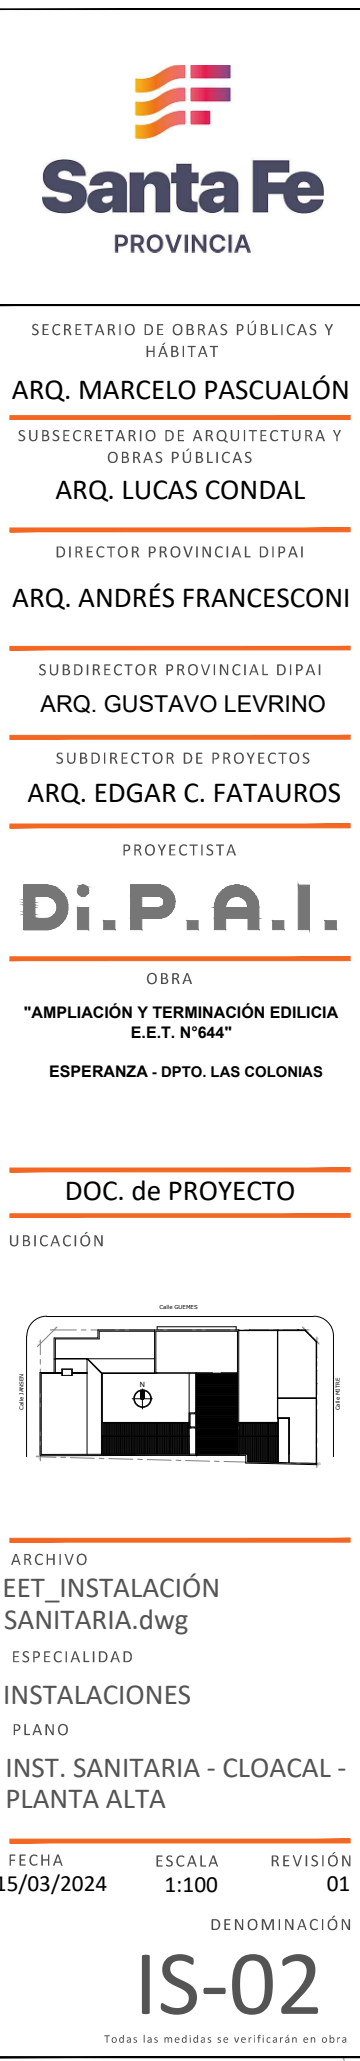 Santa Fe
PROVINCIA
SECRETARIO DE OBRAS PÚBLICAS Y
HÁBITAT
ARQ. MARCELO PASCUALÓN
SUBSECRETARIO DE ARQUITECTURA Y
OBRAS PÚBLICAS
ARQ. LUCAS CONDAL
DIRECTOR PROVINCIAL DIPAI
ARQ. ANDRÉS FRANCESCONI
SUBDIRECTOR PROVINCIAL DIPAI
ARQ. GUSTAVO LEVRINO
SUBDIRECTOR DE PROYECTOS
ARQ. EDGAR C. FATAUROS
PROYECTISTA
Di.P.A.I.
OBRA
"AMPLIACIÓN Y TERMINACIÓN EDILICIA
E.E.T. N°644"
ESPERANZA - DPTO. LAS COLONIAS
DOC. de PROYECTO
UBICACIÓN
Calle GUEMES
Calle JANSEN
N
Calle MITRE
ARCHIVO
EET_INSTALACIÓN
SANITARIA.dwg
ESPECIALIDAD
INSTALACIONES
PLANO
INST. SANITARIA - CLOACAL -
PLANTA ALTA
FECHA ESCALA REVISIÓN
15/03/2024 1:100 01
DENOMINACIÓN
IS-02
Todas las medidas se verificarán en obra